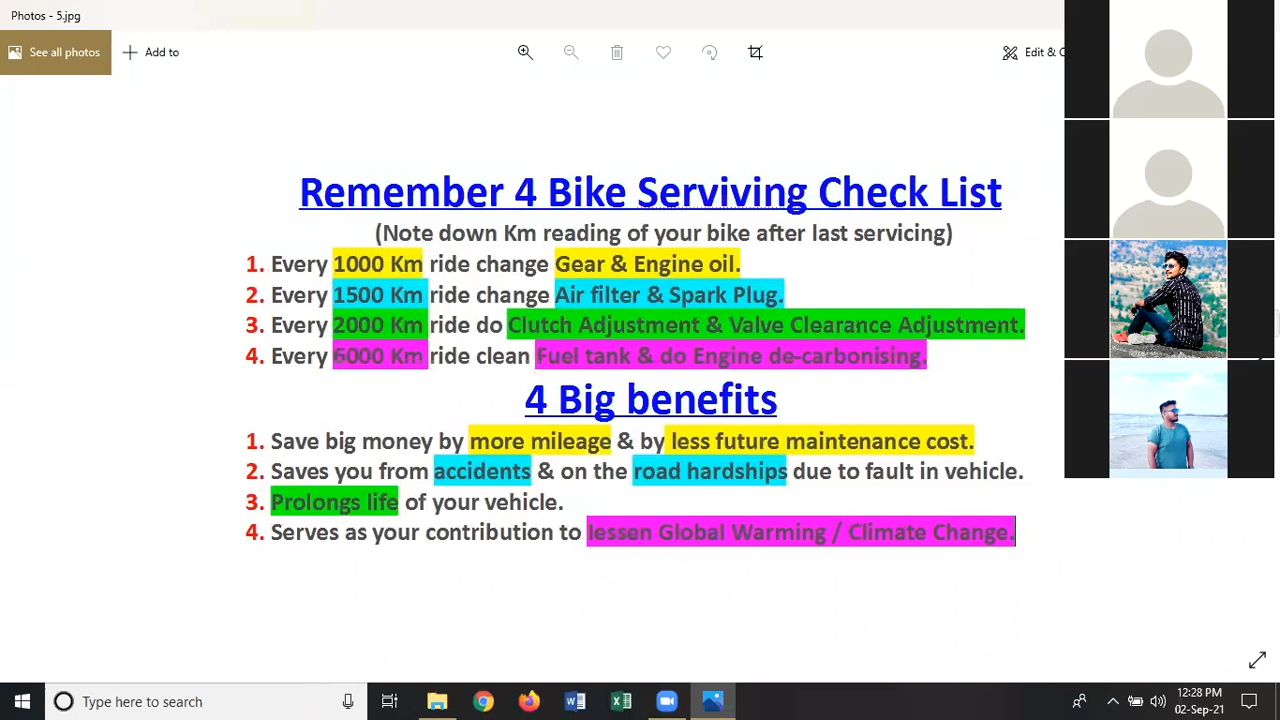 Photos - 5.jpg
See all photos
Add to
Edit & C
Remember 4 Bike Serviving Check List
(Note down Km reading of your bike after last servicing)
1. Every 1000 Km ride change Gear & Engine oil.
2. Every 1500 Km ride change Air filter & Spark Plug.
3. Every 2000 Km ride do Clutch Adjustment & Valve Clearance Adjustment.
4. Every 6000 Km ride clean Fuel tank & do Engine de-carbonising.
4 Big benefits
1. Save big money by more mileage & by less future maintenance cost.
2. Saves you from accidents & on the road hardships due to fault in vehicle.
3. Prolongs life of your vehicle.
4. Serves as your contribution to lessen Global Warming / Climate Change.
Type here to search
12:28 PM
02-Sep-21